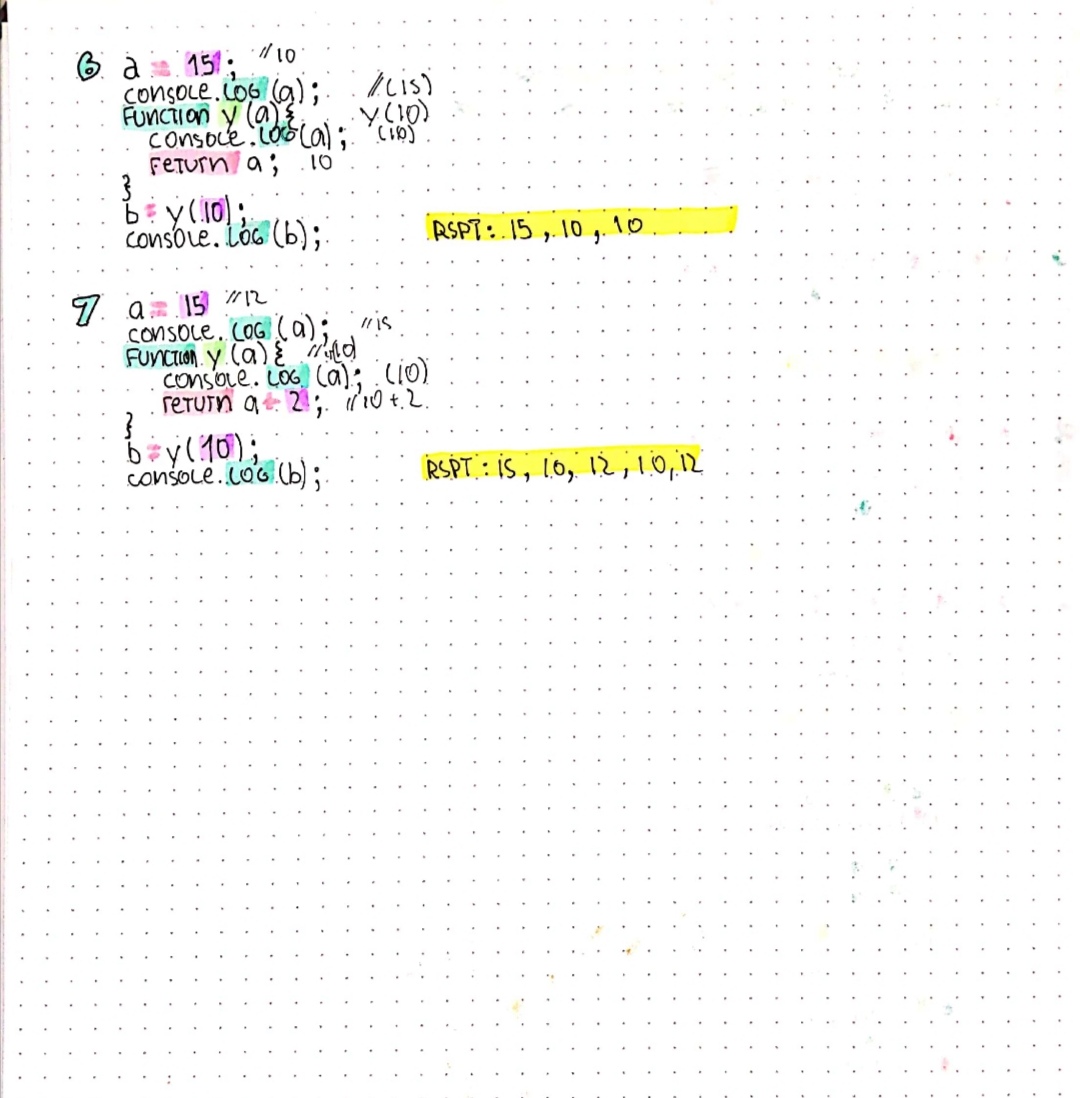 6 a = 15; //10
console.LOG (a); //(15)
FUNCTION y (a) { y(10)
console.LOG (a); (10)
return a; 10
}
b = y(10);
console.LOG (b);
RSPT: 15, 10, 10
7 a = 15 //12
console.LOG (a); //15
FUNCTION y (a) {
console.LOG (a); (10)
return a + 2; //10 + 2
}
b = y(10);
console.LOG (b);
RSPT: 15, 10, 12, 10, 12